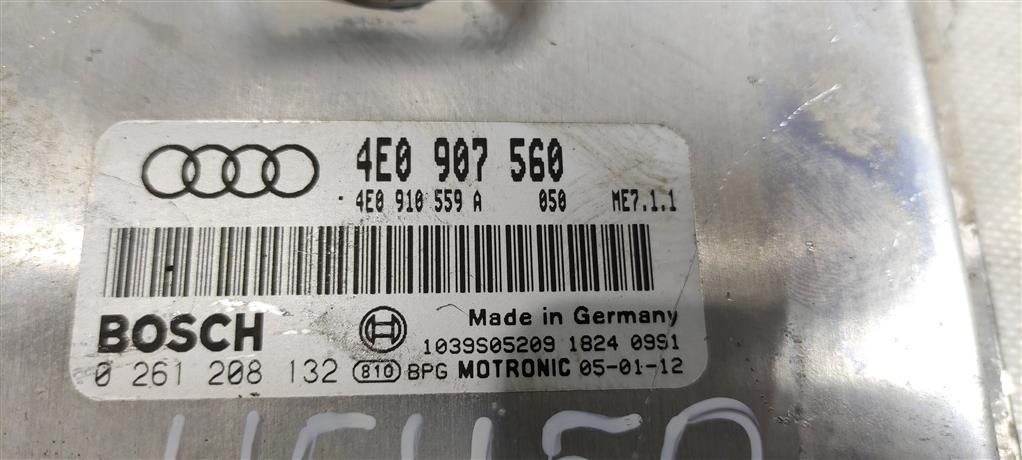 4E0 907 560
4E0 910 559 A 050 ME7.1.1
BOSCH
Made in Germany
1039S05209 1824 09S1
0 261 208 132 810 BPG MOTRONIC 05-01-12